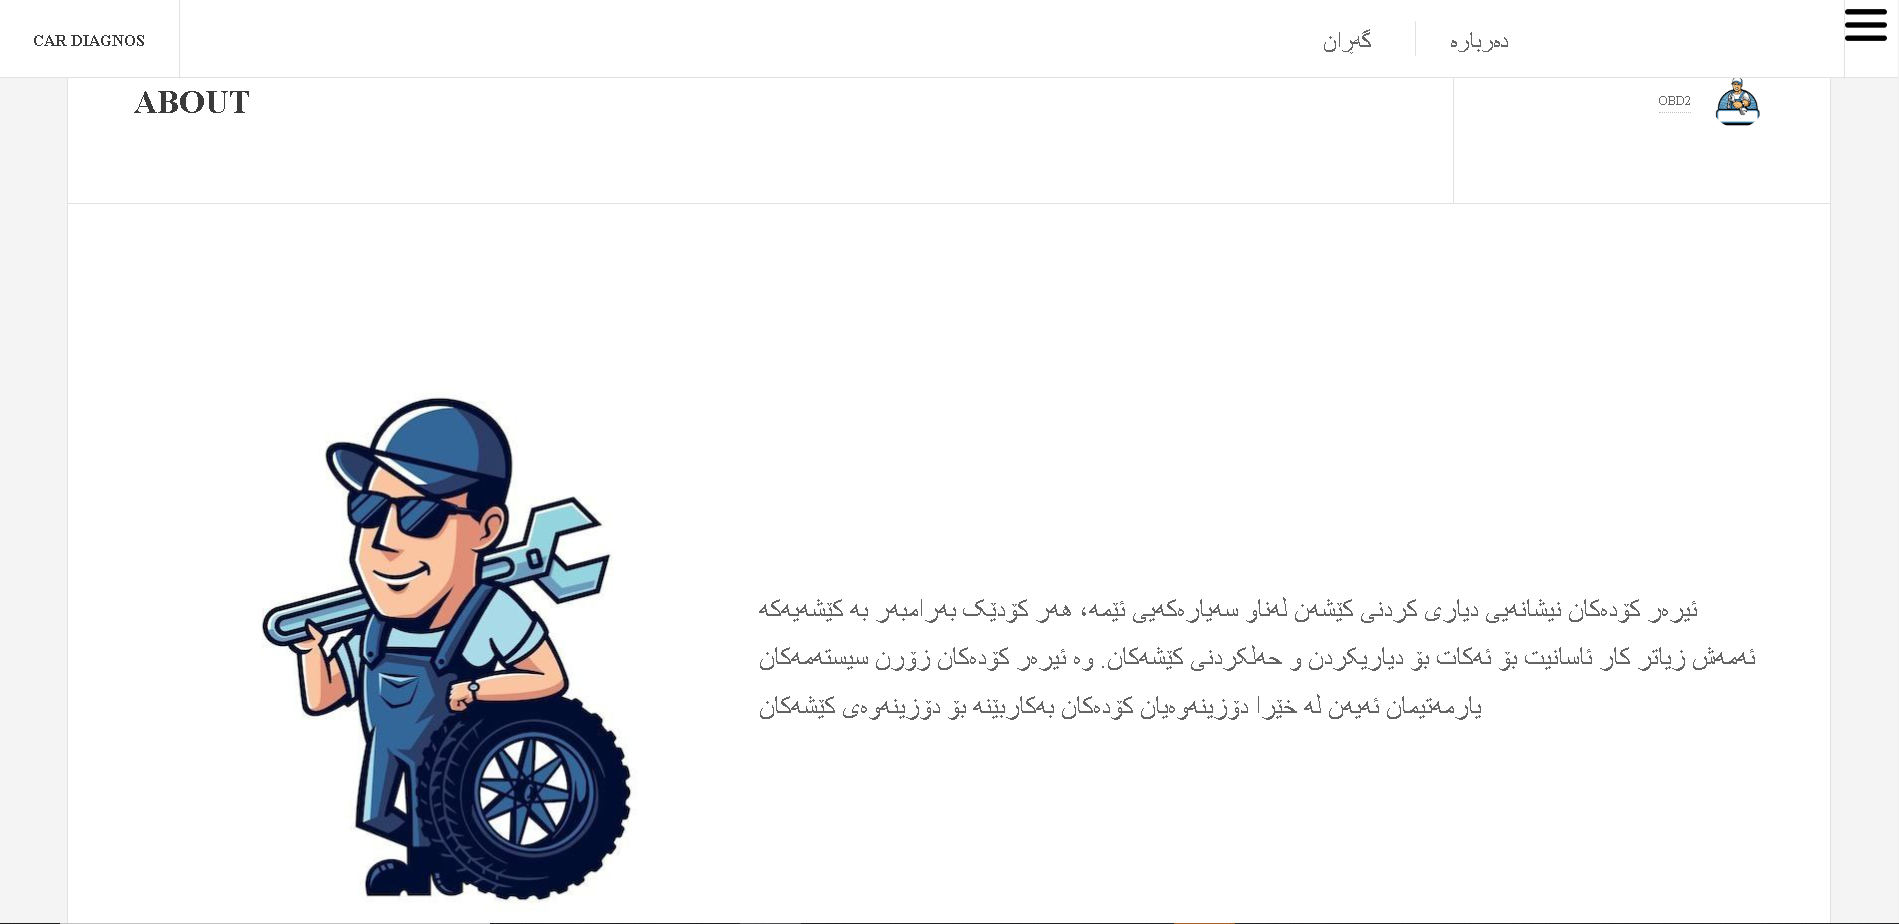 CAR DIAGNOS
گەڕان
دەربارە
ABOUT
OBD2
ئیرەر کۆدەکان نیشانەیی دیاری کردنی کێشەن لەناو سەیارەکەیی ئێمە، هەر کۆدێک بەرامبەر بە کێشەیەکە
ئەمەش زیاتر کار ئاسانیت بۆ ئەکات بۆ دیاریکردن و حەلکردنی کێشەکان. وە ئیرەر کۆدەکان زۆرن سیستەمەکان
یارمەتیمان ئەیەن لە خێرا دۆزینەوەیان کۆدەکان بەکاربێنە بۆ دۆزینەوەی کێشەکان